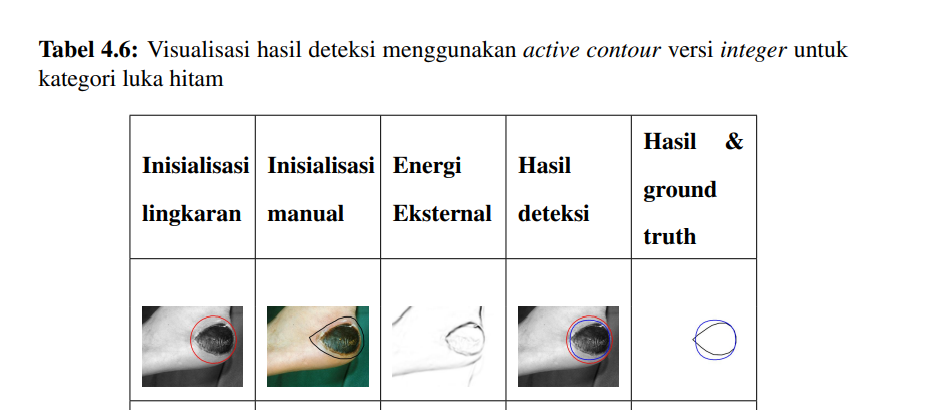 Tabel 4.6: Visualisasi hasil deteksi menggunakan active contour versi integer untuk
kategori luka hitam
Inisialisasi lingkaran
Inisialisasi manual
Energi Eksternal
Hasil deteksi
Hasil & ground truth